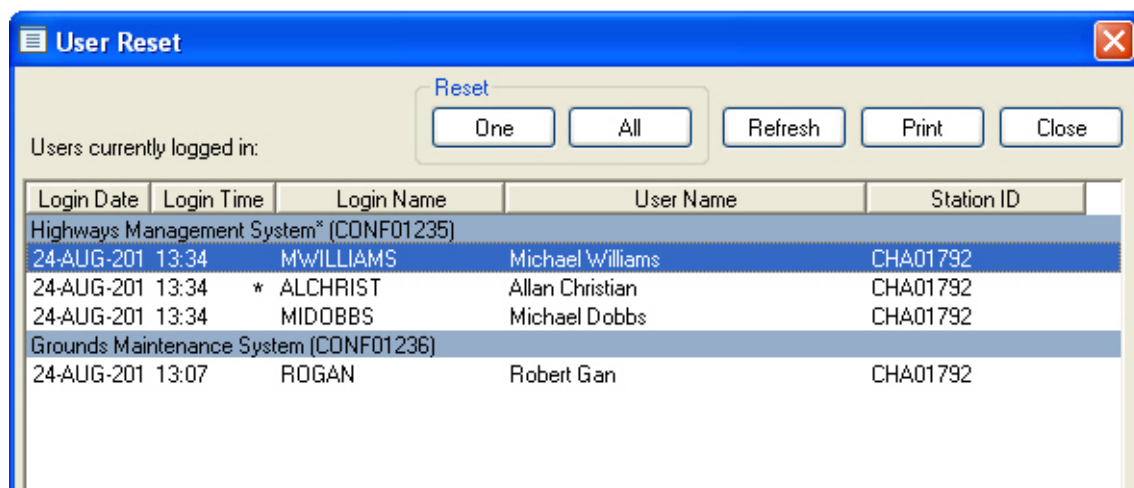 User Reset
Reset
One All Refresh Print Close
Users currently logged in:
Login Date Login Time Login Name User Name Station ID
Highways Management System* (CONF01235)
24-AUG-201 13:34 MWILLIAMS Michael Williams CHA01792
24-AUG-201 13:34 * ALCHRIST Allan Christian CHA01792
24-AUG-201 13:34 MIDOBBS Michael Dobbs CHA01792
Grounds Maintenance System (CONF01236)
24-AUG-201 13:07 ROGAN Robert Gan CHA01792